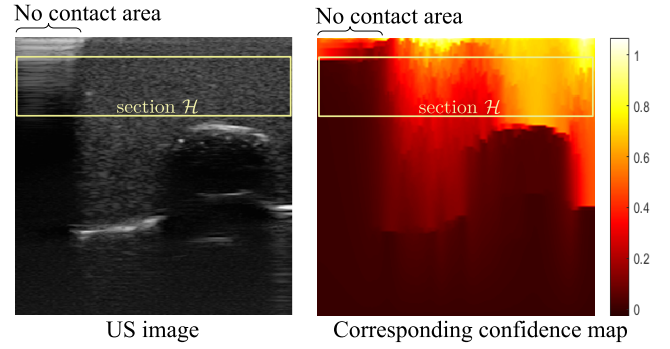 No contact area
No contact area
section ℋ
section ℋ
1
0.8
0.6
0.4
0.2
0
US image
Corresponding confidence map